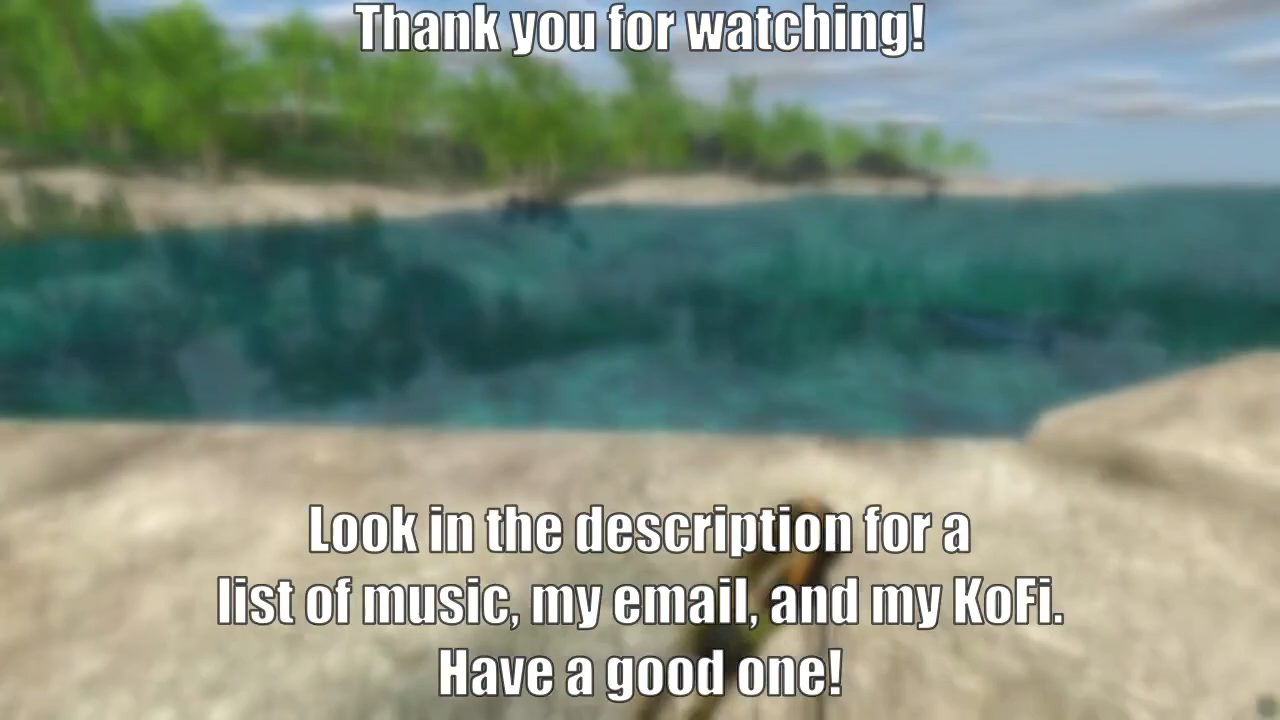 Thank you for watching!
Look in the description for a
list of music, my email, and my KoFi.
Have a good one!